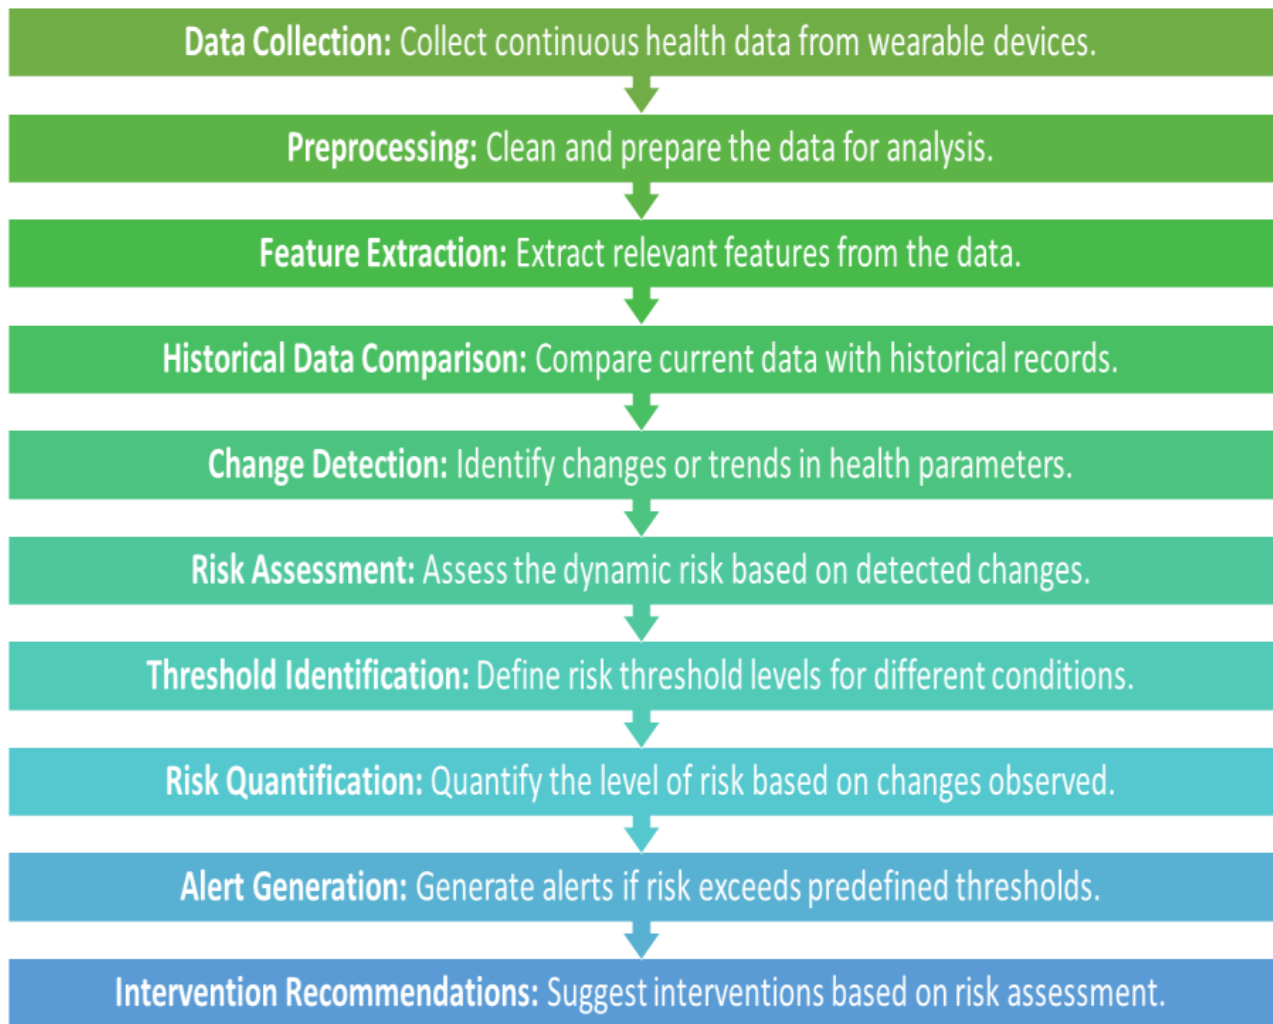 Data Collection: Collect continuous health data from wearable devices.
Preprocessing: Clean and prepare the data for analysis.
Feature Extraction: Extract relevant features from the data.
Historical Data Comparison: Compare current data with historical records.
Change Detection: Identify changes or trends in health parameters.
Risk Assessment: Assess the dynamic risk based on detected changes.
Threshold Identification: Define risk threshold levels for different conditions.
Risk Quantification: Quantify the level of risk based on changes observed.
Alert Generation: Generate alerts if risk exceeds predefined thresholds.
Intervention Recommendations: Suggest interventions based on risk assessment.